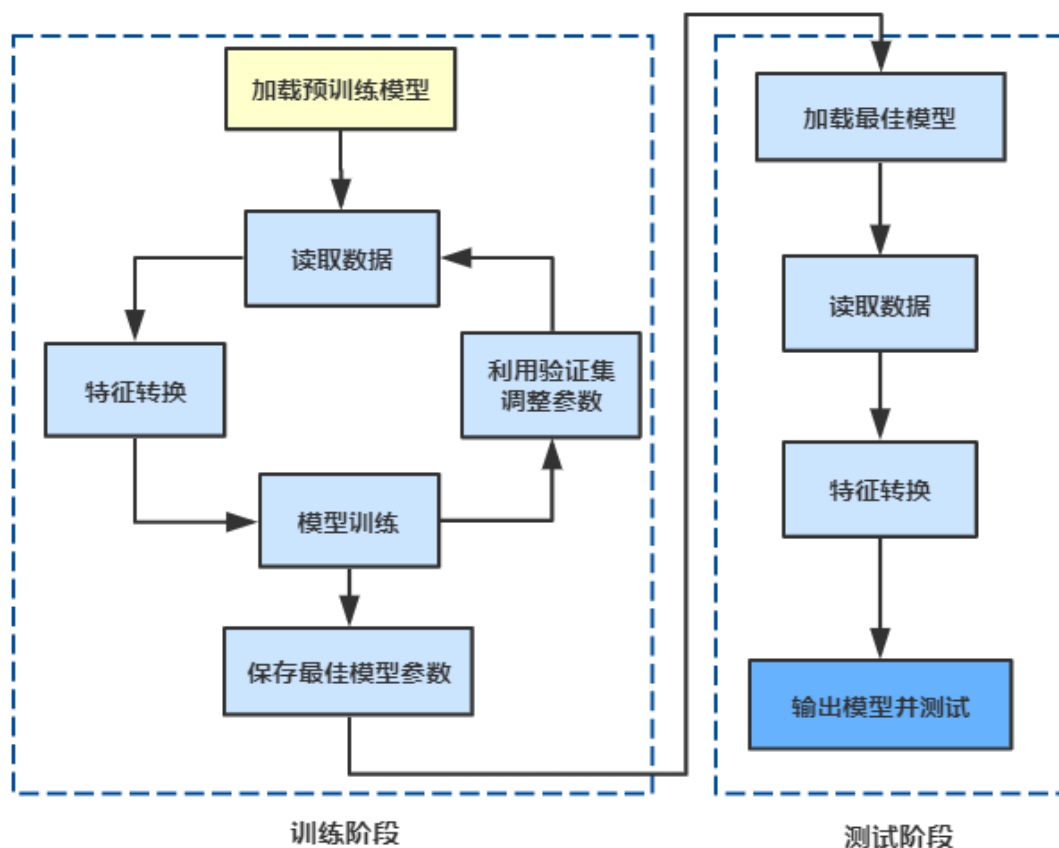 加载预训练模型
读取数据
特征转换
利用验证集
调整参数
模型训练
保存最佳模型参数
训练阶段
加载最佳模型
读取数据
特征转换
输出模型并测试
测试阶段